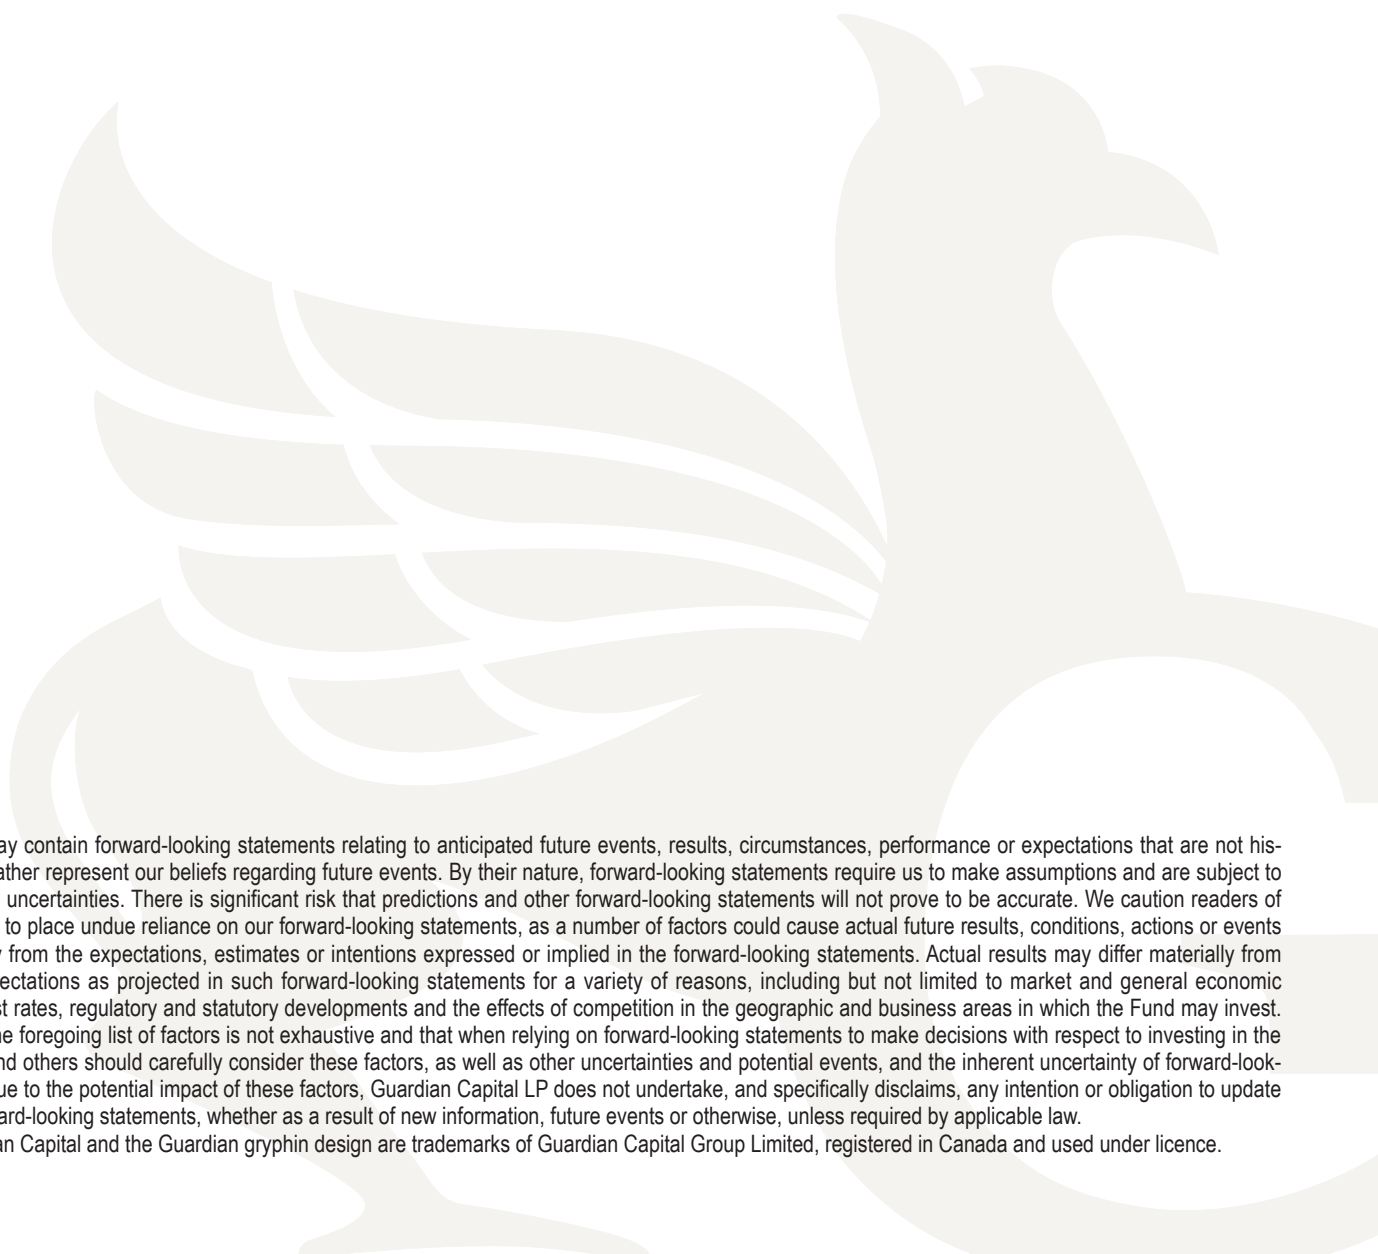 ay contain forward-looking statements relating to anticipated future events, results, circumstances, performance or expectations that are not his-
ather represent our beliefs regarding future events. By their nature, forward-looking statements require us to make assumptions and are subject to
uncertainties. There is significant risk that predictions and other forward-looking statements will not prove to be accurate. We caution readers of
to place undue reliance on our forward-looking statements, as a number of factors could cause actual future results, conditions, actions or events
from the expectations, estimates or intentions expressed or implied in the forward-looking statements. Actual results may differ materially from
ectations as projected in such forward-looking statements for a variety of reasons, including but not limited to market and general economic
st rates, regulatory and statutory developments and the effects of competition in the geographic and business areas in which the Fund may invest.
ne foregoing list of factors is not exhaustive and that when relying on forward-looking statements to make decisions with respect to investing in the
nd others should carefully consider these factors, as well as other uncertainties and potential events, and the inherent uncertainty of forward-look-
ue to the potential impact of these factors, Guardian Capital LP does not undertake, and specifically disclaims, any intention or obligation to update
ard-looking statements, whether as a result of new information, future events or otherwise, unless required by applicable law.
an Capital and the Guardian gryphin design are trademarks of Guardian Capital Group Limited, registered in Canada and used under licence.